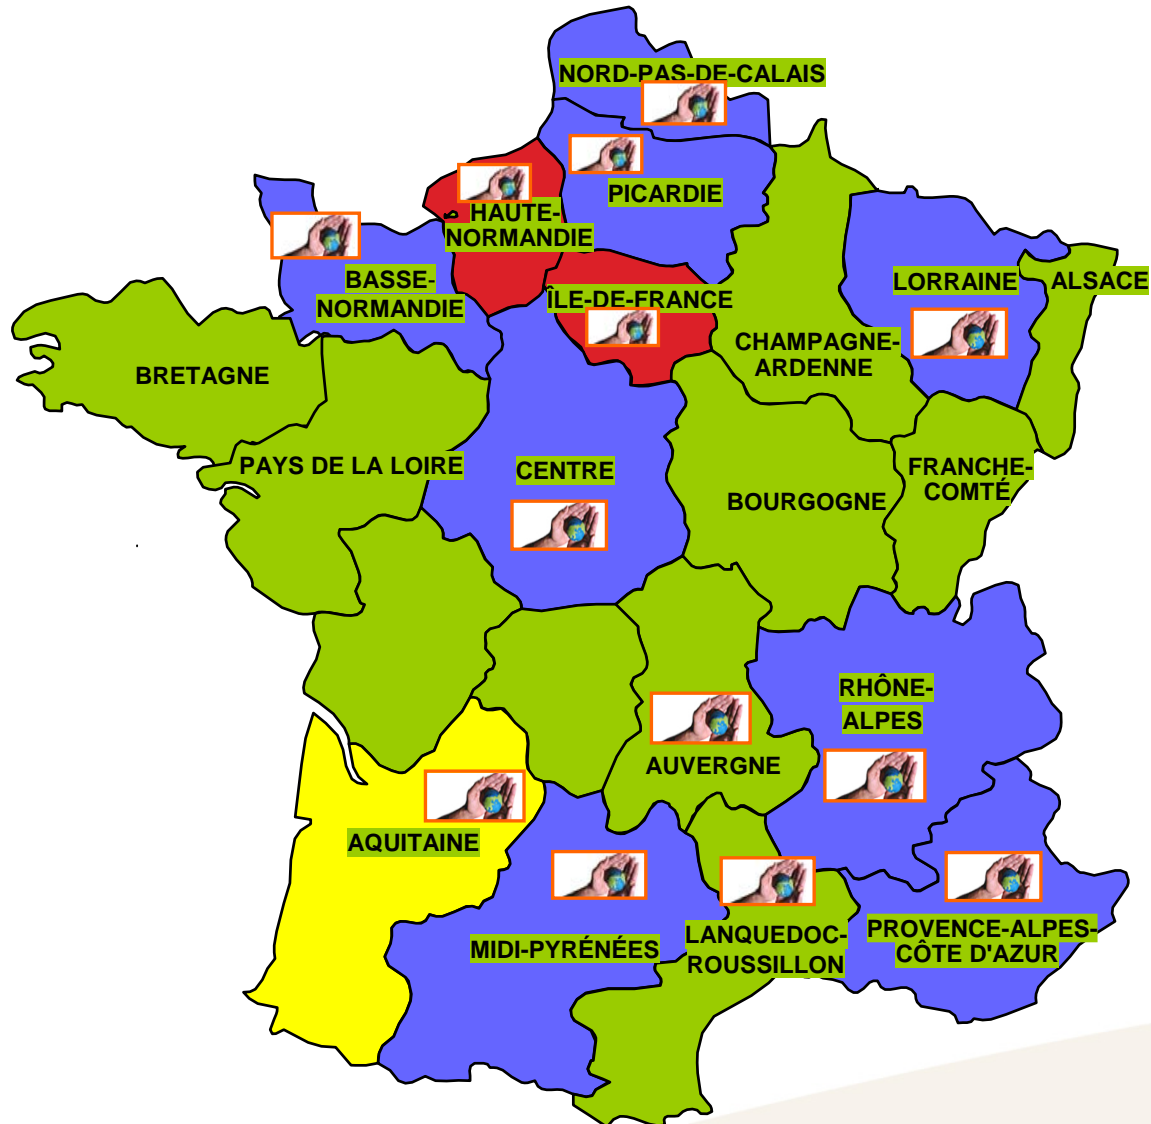 NORD-PAS-DE-CALAIS
PICARDIE
HAUTE-
NORMANDIE
BASSE-
NORMANDIE
ÎLE-DE-FRANCE
LORRAINE
ALSACE
CHAMPAGNE-
ARDENNE
BRETAGNE
PAYS DE LA LOIRE
CENTRE
BOURGOGNE
FRANCHE-
COMTÉ
RHÔNE-
ALPES
AUVERGNE
AQUITAINE
MIDI-PYRÉNÉES
LANQUEDOC-
ROUSSILLON
PROVENCE-ALPES-
CÔTE D'AZUR